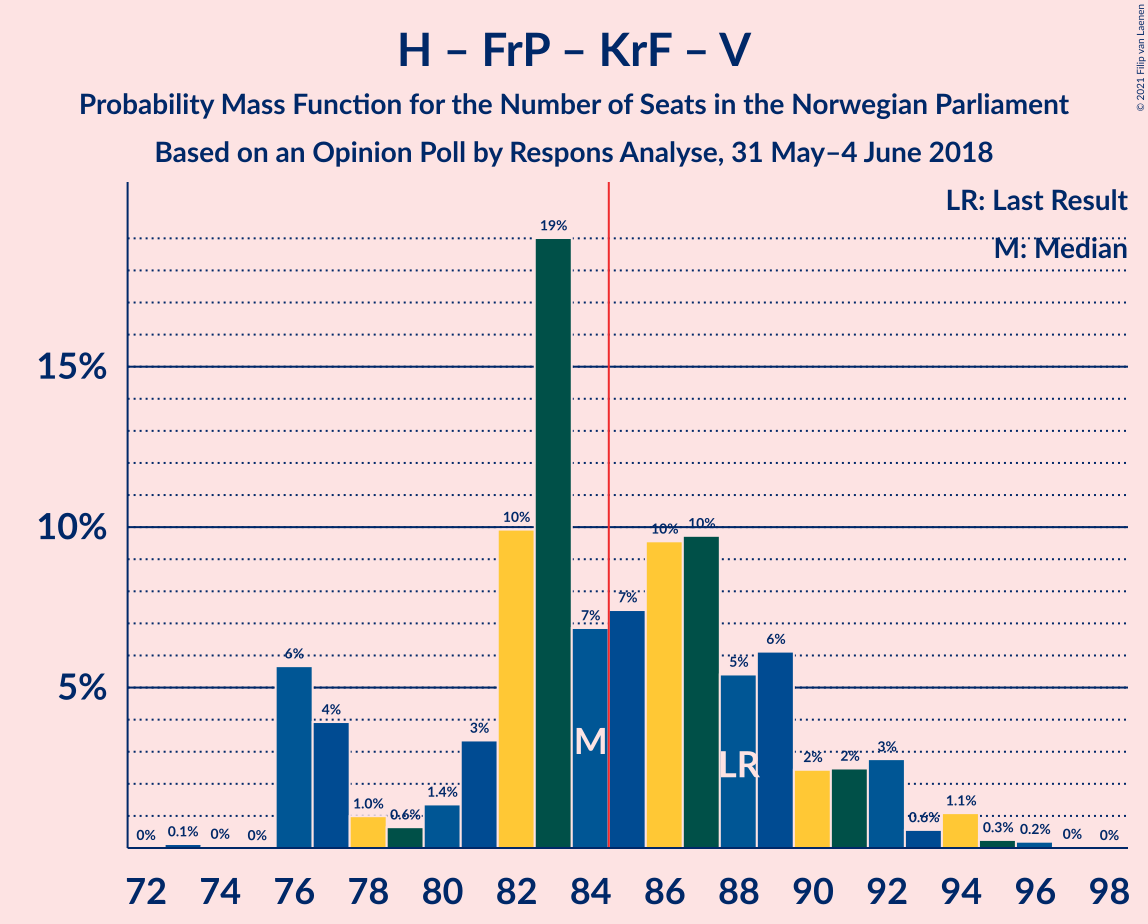 H – FrP – KrF – V
Probability Mass Function for the Number of Seats in the Norwegian Parliament
Based on an Opinion Poll by Respons Analyse, 31 May–4 June 2018
© 2021 Filip van Laenen
LR: Last Result
M: Median
15%
10%
5%
0% 0.1% 0% 0% 6% 4% 1.0% 0.6% 1.4% 3% 10% 19% 7% 7% 10% 10% 5% 6% 2% 2% 3% 0.6% 1.1% 0.3% 0.2% 0% 0%
M
LR
72 74 76 78 80 82 84 86 88 90 92 94 96 98